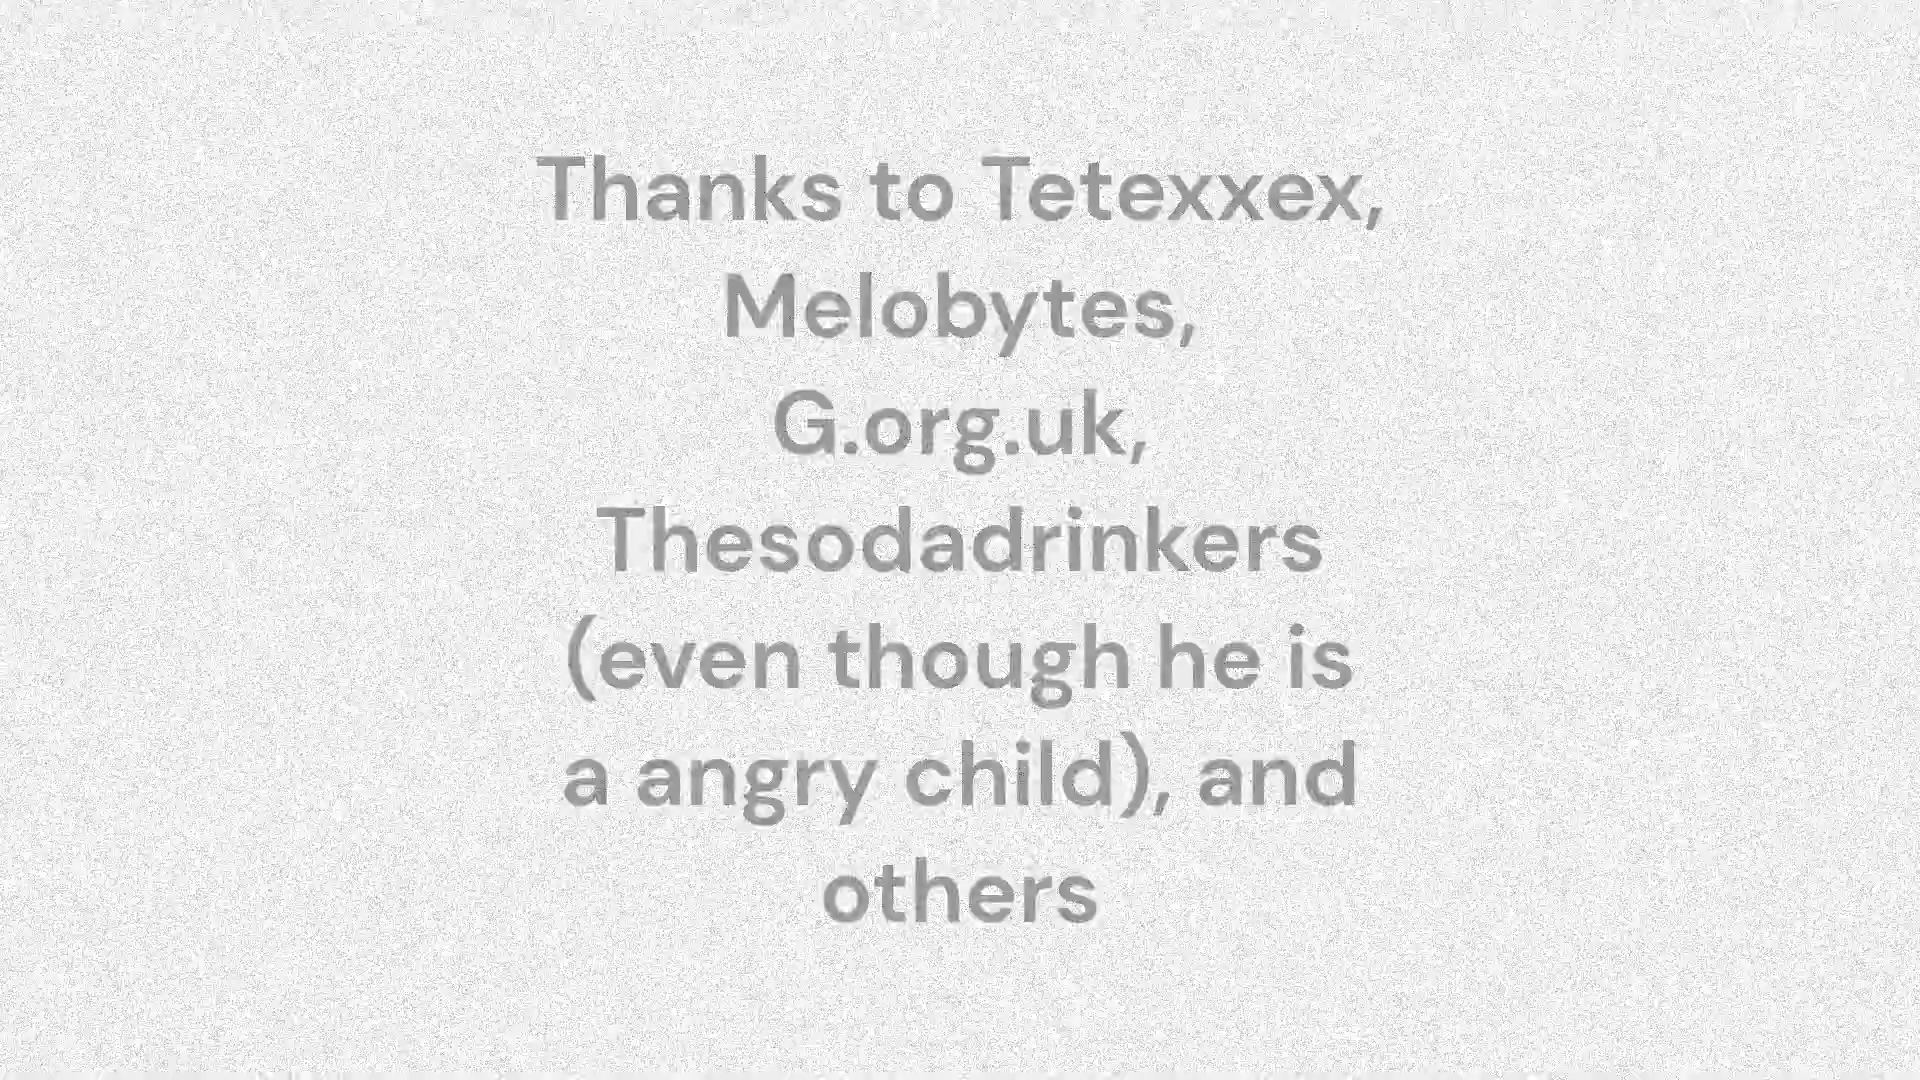 Thanks to Tetexxex,
Melobytes,
G.org.uk,
Thesodadrinkers
(even though he is
a angry child), and
others